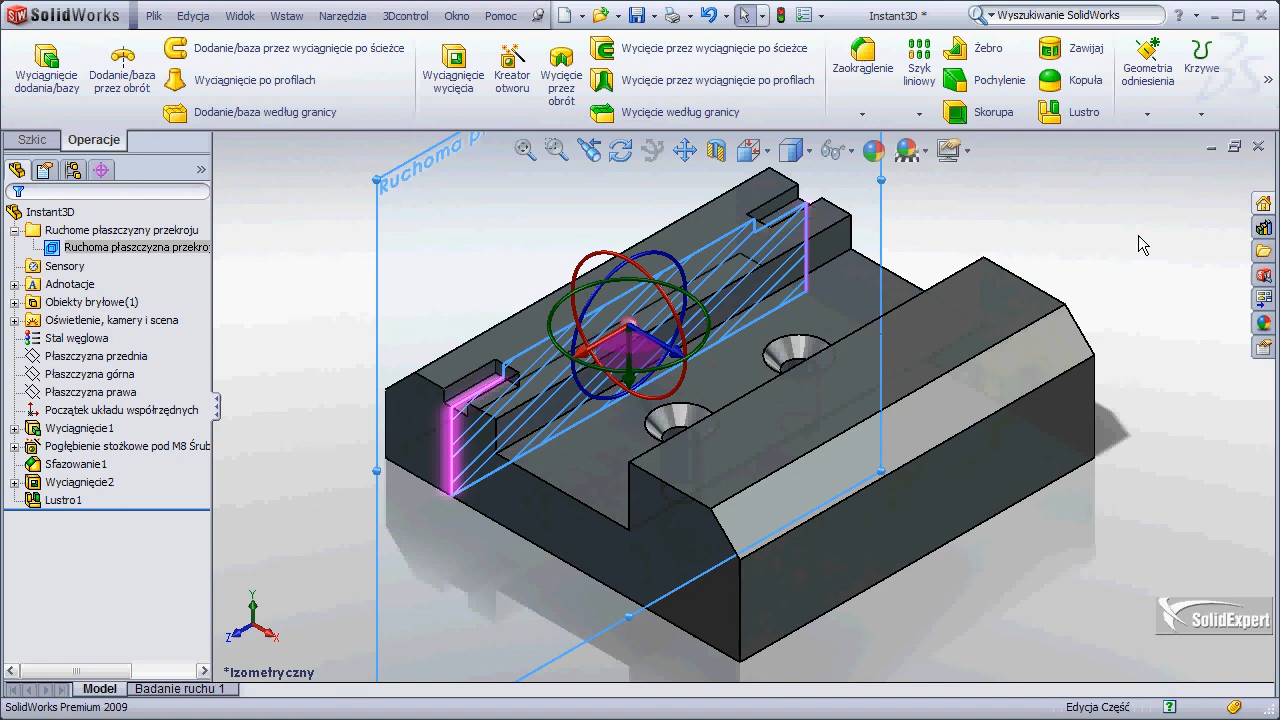 SolidWorks Plik Edycja Widok Wstaw Narzędzia 3Dcontrol Okno Pomoc Instant3D * Wyszukiwanie SolidWorks
Wyciągnięcie dodania/bazy
Dodanie/baza przez obrót
Dodanie/baza przez wyciągnięcie po ścieżce
Wyciągnięcie po profilach
Dodanie/baza według granicy
Wyciągnięcie wycięcia
Kreator otworu
Wycięcie przez obrót
Wycięcie przez wyciągnięcie po ścieżce
Wycięcie przez wyciągnięcie po profilach
Wycięcie według granicy
Zaokrąglenie
Szyk liniowy
Żebro
Pochylenie
Skorupa
Zawijaj
Kopuła
Lustro
Geometria odniesienia
Krzywe
Szkic Operacje
Instant3D
Ruchome płaszczyzny przekroju
Ruchoma płaszczyzna przekroj
Sensory
Adnotacje
Obiekty bryłowe(1)
Oświetlenie, kamery i scena
Stal węglowa
Płaszczyzna przednia
Płaszczyzna górna
Płaszczyzna prawa
Początek układu współrzędnych
Wyciągnięcie1
Pogłębienie stożkowe pod M8 Śrub
Sfazowanie1
Wyciągnięcie2
Lustro1
Ruchoma p
Y
Z X
*Izometryczny
SolidExpert
Model Badanie ruchu 1
SolidWorks Premium 2009 Edycja Część